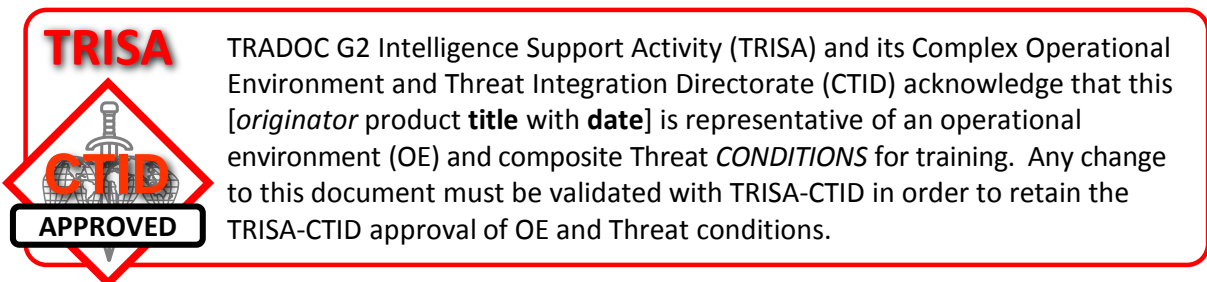 TRISA
CTID
APPROVED
TRADOC G2 Intelligence Support Activity (TRISA) and its Complex Operational
Environment and Threat Integration Directorate (CTID) acknowledge that this
[originator product title with date] is representative of an operational
environment (OE) and composite Threat CONDITIONS for training.  Any change
to this document must be validated with TRISA-CTID in order to retain the
TRISA-CTID approval of OE and Threat conditions.